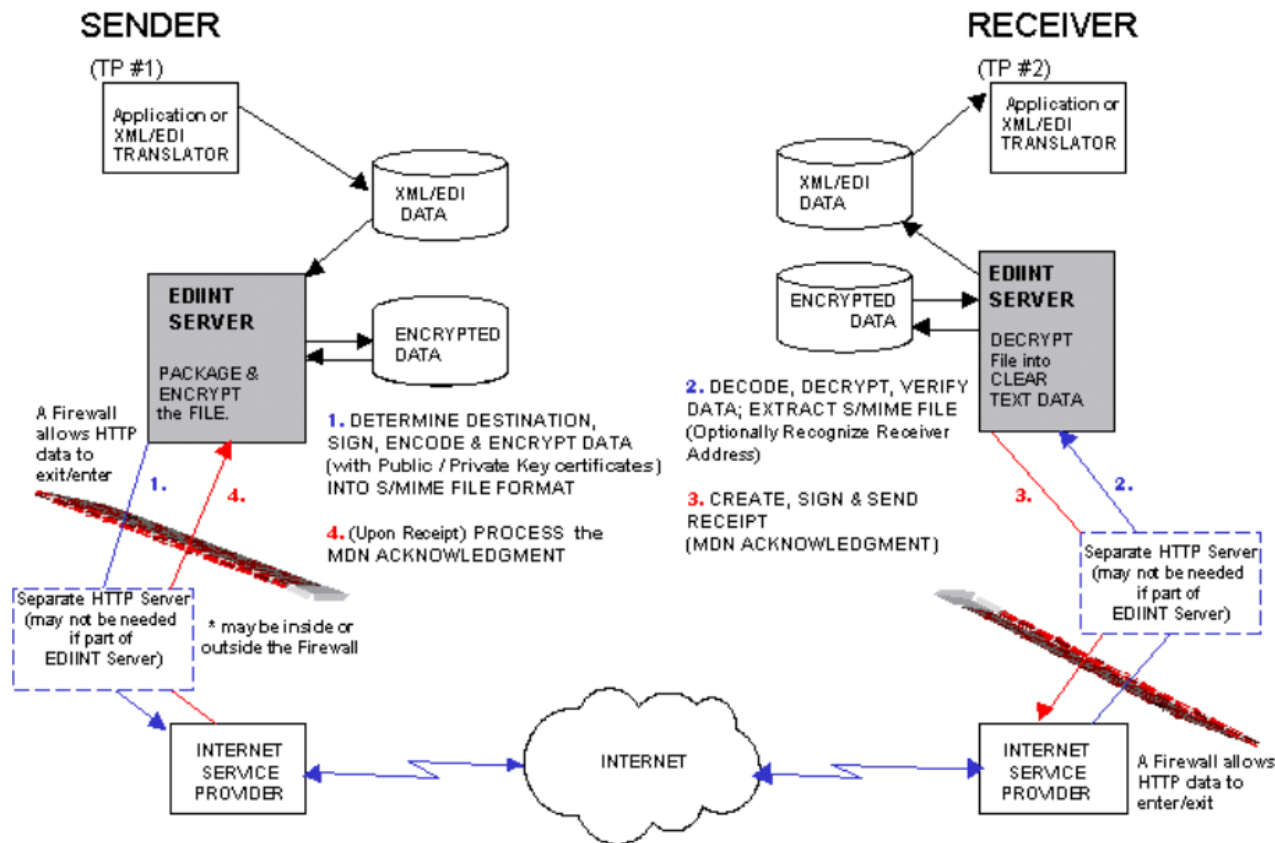 SENDER
(TP #1)
Application or
XML/EDI
TRANSLATOR
XML/EDI
DATA
EDIINT
SERVER
PACKAGE &
ENCRYPT
the FILE.
ENCRYPTED
DATA
A Firewall
allows HTTP
data to
exit/enter
1.
4.
1. DETERMINE DESTINATION,
SIGN, ENCODE & ENCRYPT DATA
(with Public / Private Key certificates)
INTO S/MIME FILE FORMAT
4. (Upon Receipt) PROCESS the
MDN ACKNOWLEDGMENT
Separate HTTP Server
(may not be needed
if part of
EDIINT Server)
* may be inside or
outside the Firewall
INTERNET
SERVICE
PROVIDER
INTERNET
RECEIVER
(TP #2)
Application or
XML/EDI
TRANSLATOR
XML/EDI
DATA
ENCRYPTED
DATA
EDIINT
SERVER
DECRYPT
File into
CLEAR
TEXT DATA
2. DECODE, DECRYPT, VERIFY
DATA; EXTRACT S/MIME FILE
(Optionally Recognize Receiver
Address)
3. CREATE, SIGN & SEND
RECEIPT
(MDN ACKNOWLEDGMENT)
3.
2.
Separate HTTP Server
(may not be needed
if part of
EDIINT Server)
INTERNET
SERVICE
PROVIDER
A Firewall allows
HTTP data to
enter/exit